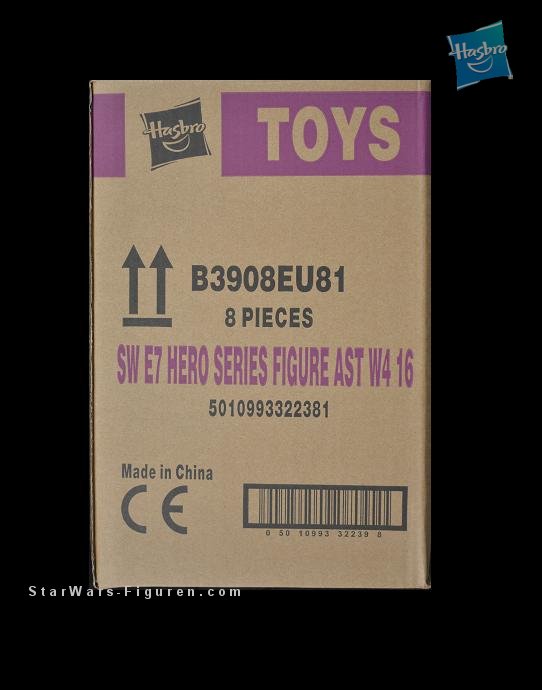 Hasbro
Hasbro
TOYS
B3908EU81
8 PIECES
SW E7 HERO SERIES FIGURE AST W4 16
5010993322381
Made in China
CE
0 50 10993 32239 8
StarWars-Figuren.com